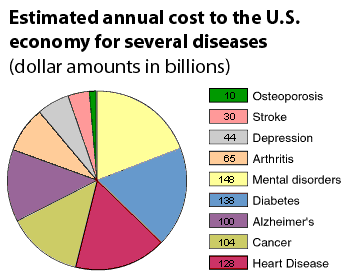 Estimated annual cost to the U.S.
economy for several diseases
(dollar amounts in billions)
10 Osteoporosis
30 Stroke
44 Depression
65 Arthritis
148 Mental disorders
138 Diabetes
100 Alzheimer's
104 Cancer
128 Heart Disease